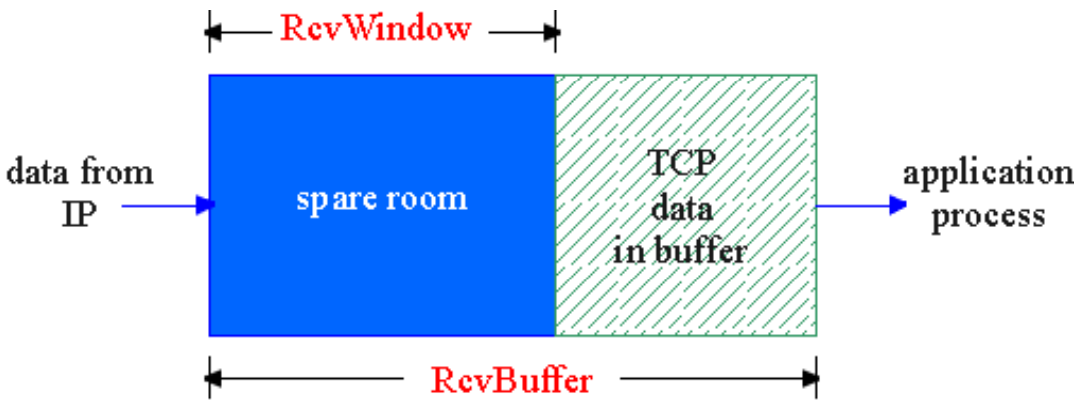 RcvWindow
data from
IP
spare room
TCP
data
in buffer
application
process
RcvBuffer